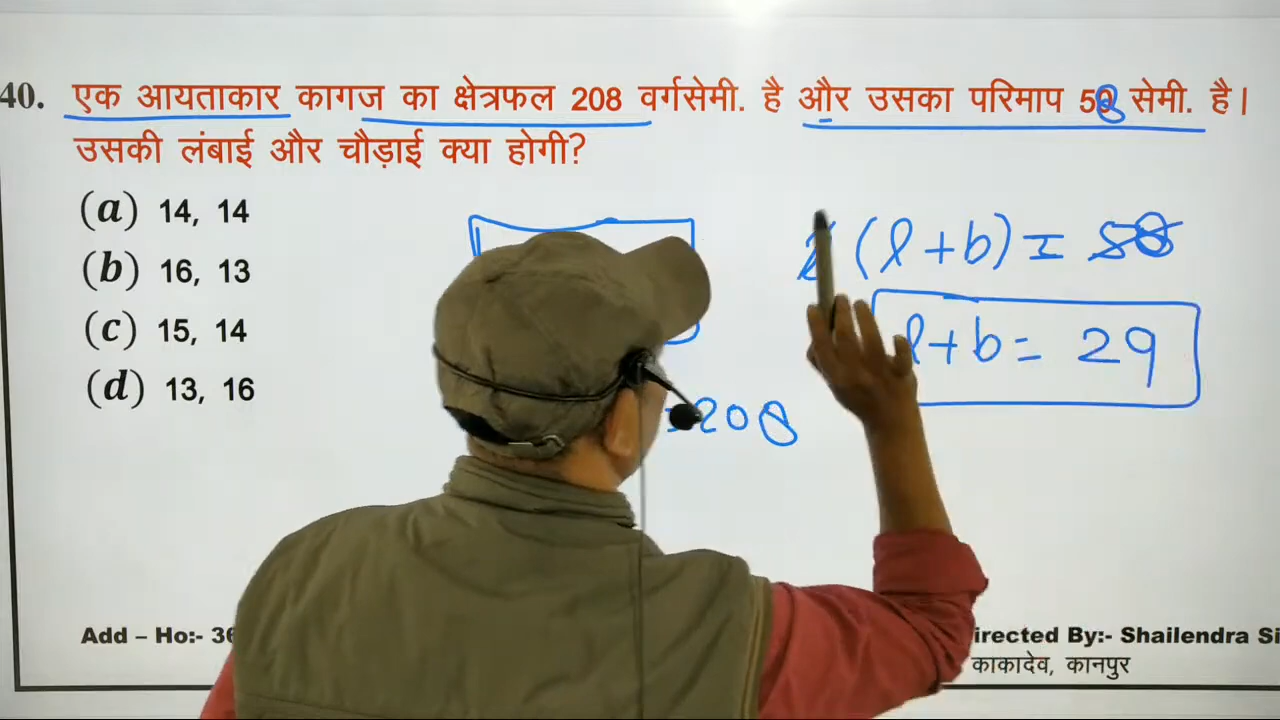 40. एक आयताकार कागज का क्षेत्रफल 208 वर्गसेमी. है और उसका परिमाप 58 सेमी. है।
उसकी लंबाई और चौड़ाई क्या होगी?
(a) 14, 14
(b) 16, 13
(c) 15, 14
(d) 13, 16
2 (l + b) = 58
l + b = 29
= 208
Add – Ho:- 36
irected By:- Shailendra Si
काकादेव, कानपुर